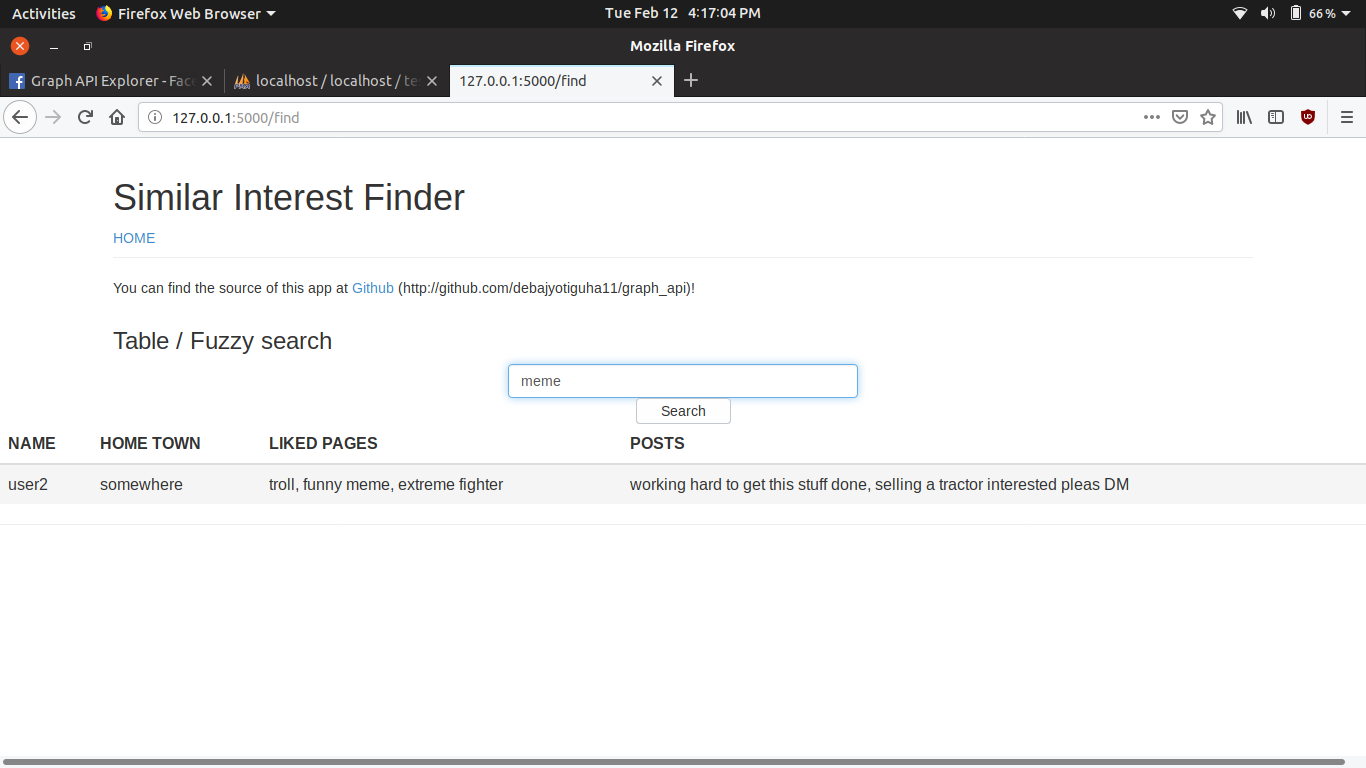 Activities Firefox Web Browser Tue Feb 12 4:17:04 PM 66%
Mozilla Firefox
Graph API Explorer - Fac localhost / localhost / te 127.0.0.1:5000/find
127.0.0.1:5000/find
Similar Interest Finder
HOME
You can find the source of this app at Github (http://github.com/debajyotiguha11/graph_api)!
Table / Fuzzy search
meme
Search
NAME HOME TOWN LIKED PAGES POSTS
user2 somewhere troll, funny meme, extreme fighter working hard to get this stuff done, selling a tractor interested pleas DM